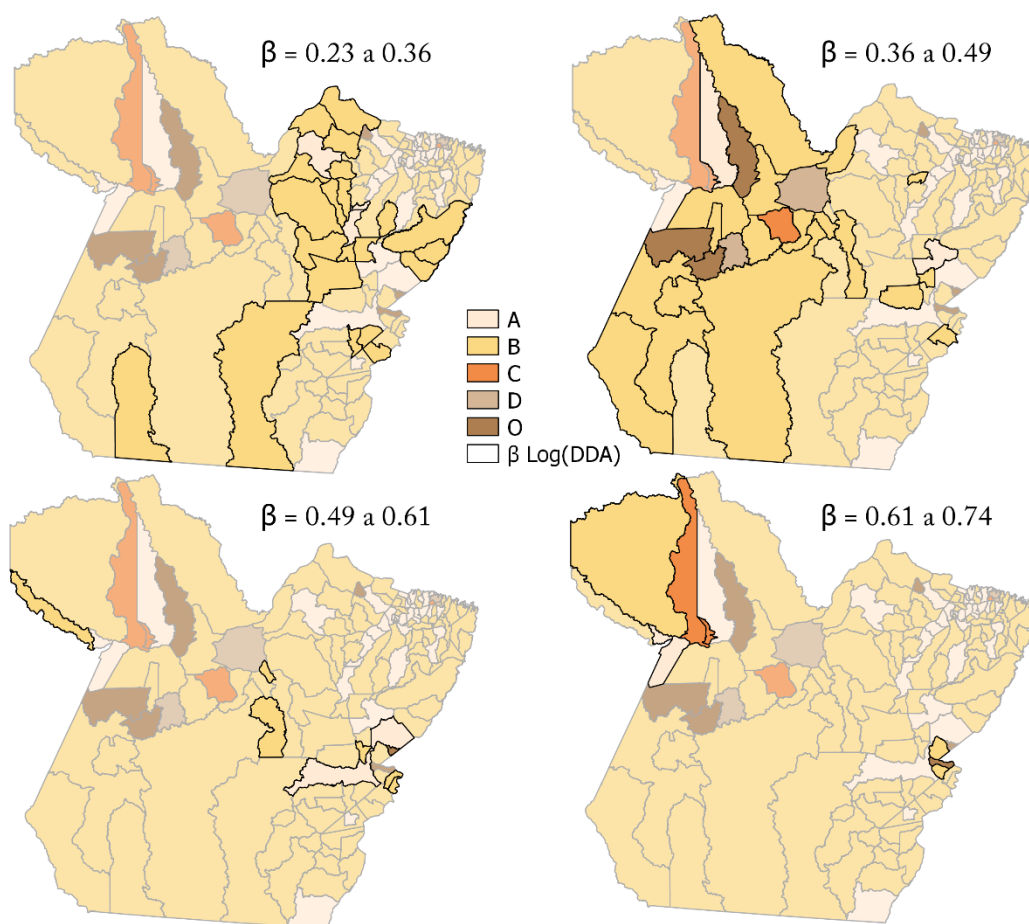 β = 0.23 a 0.36
β = 0.36 a 0.49
A
B
C
D
O
β Log(DDA)
β = 0.49 a 0.61
β = 0.61 a 0.74